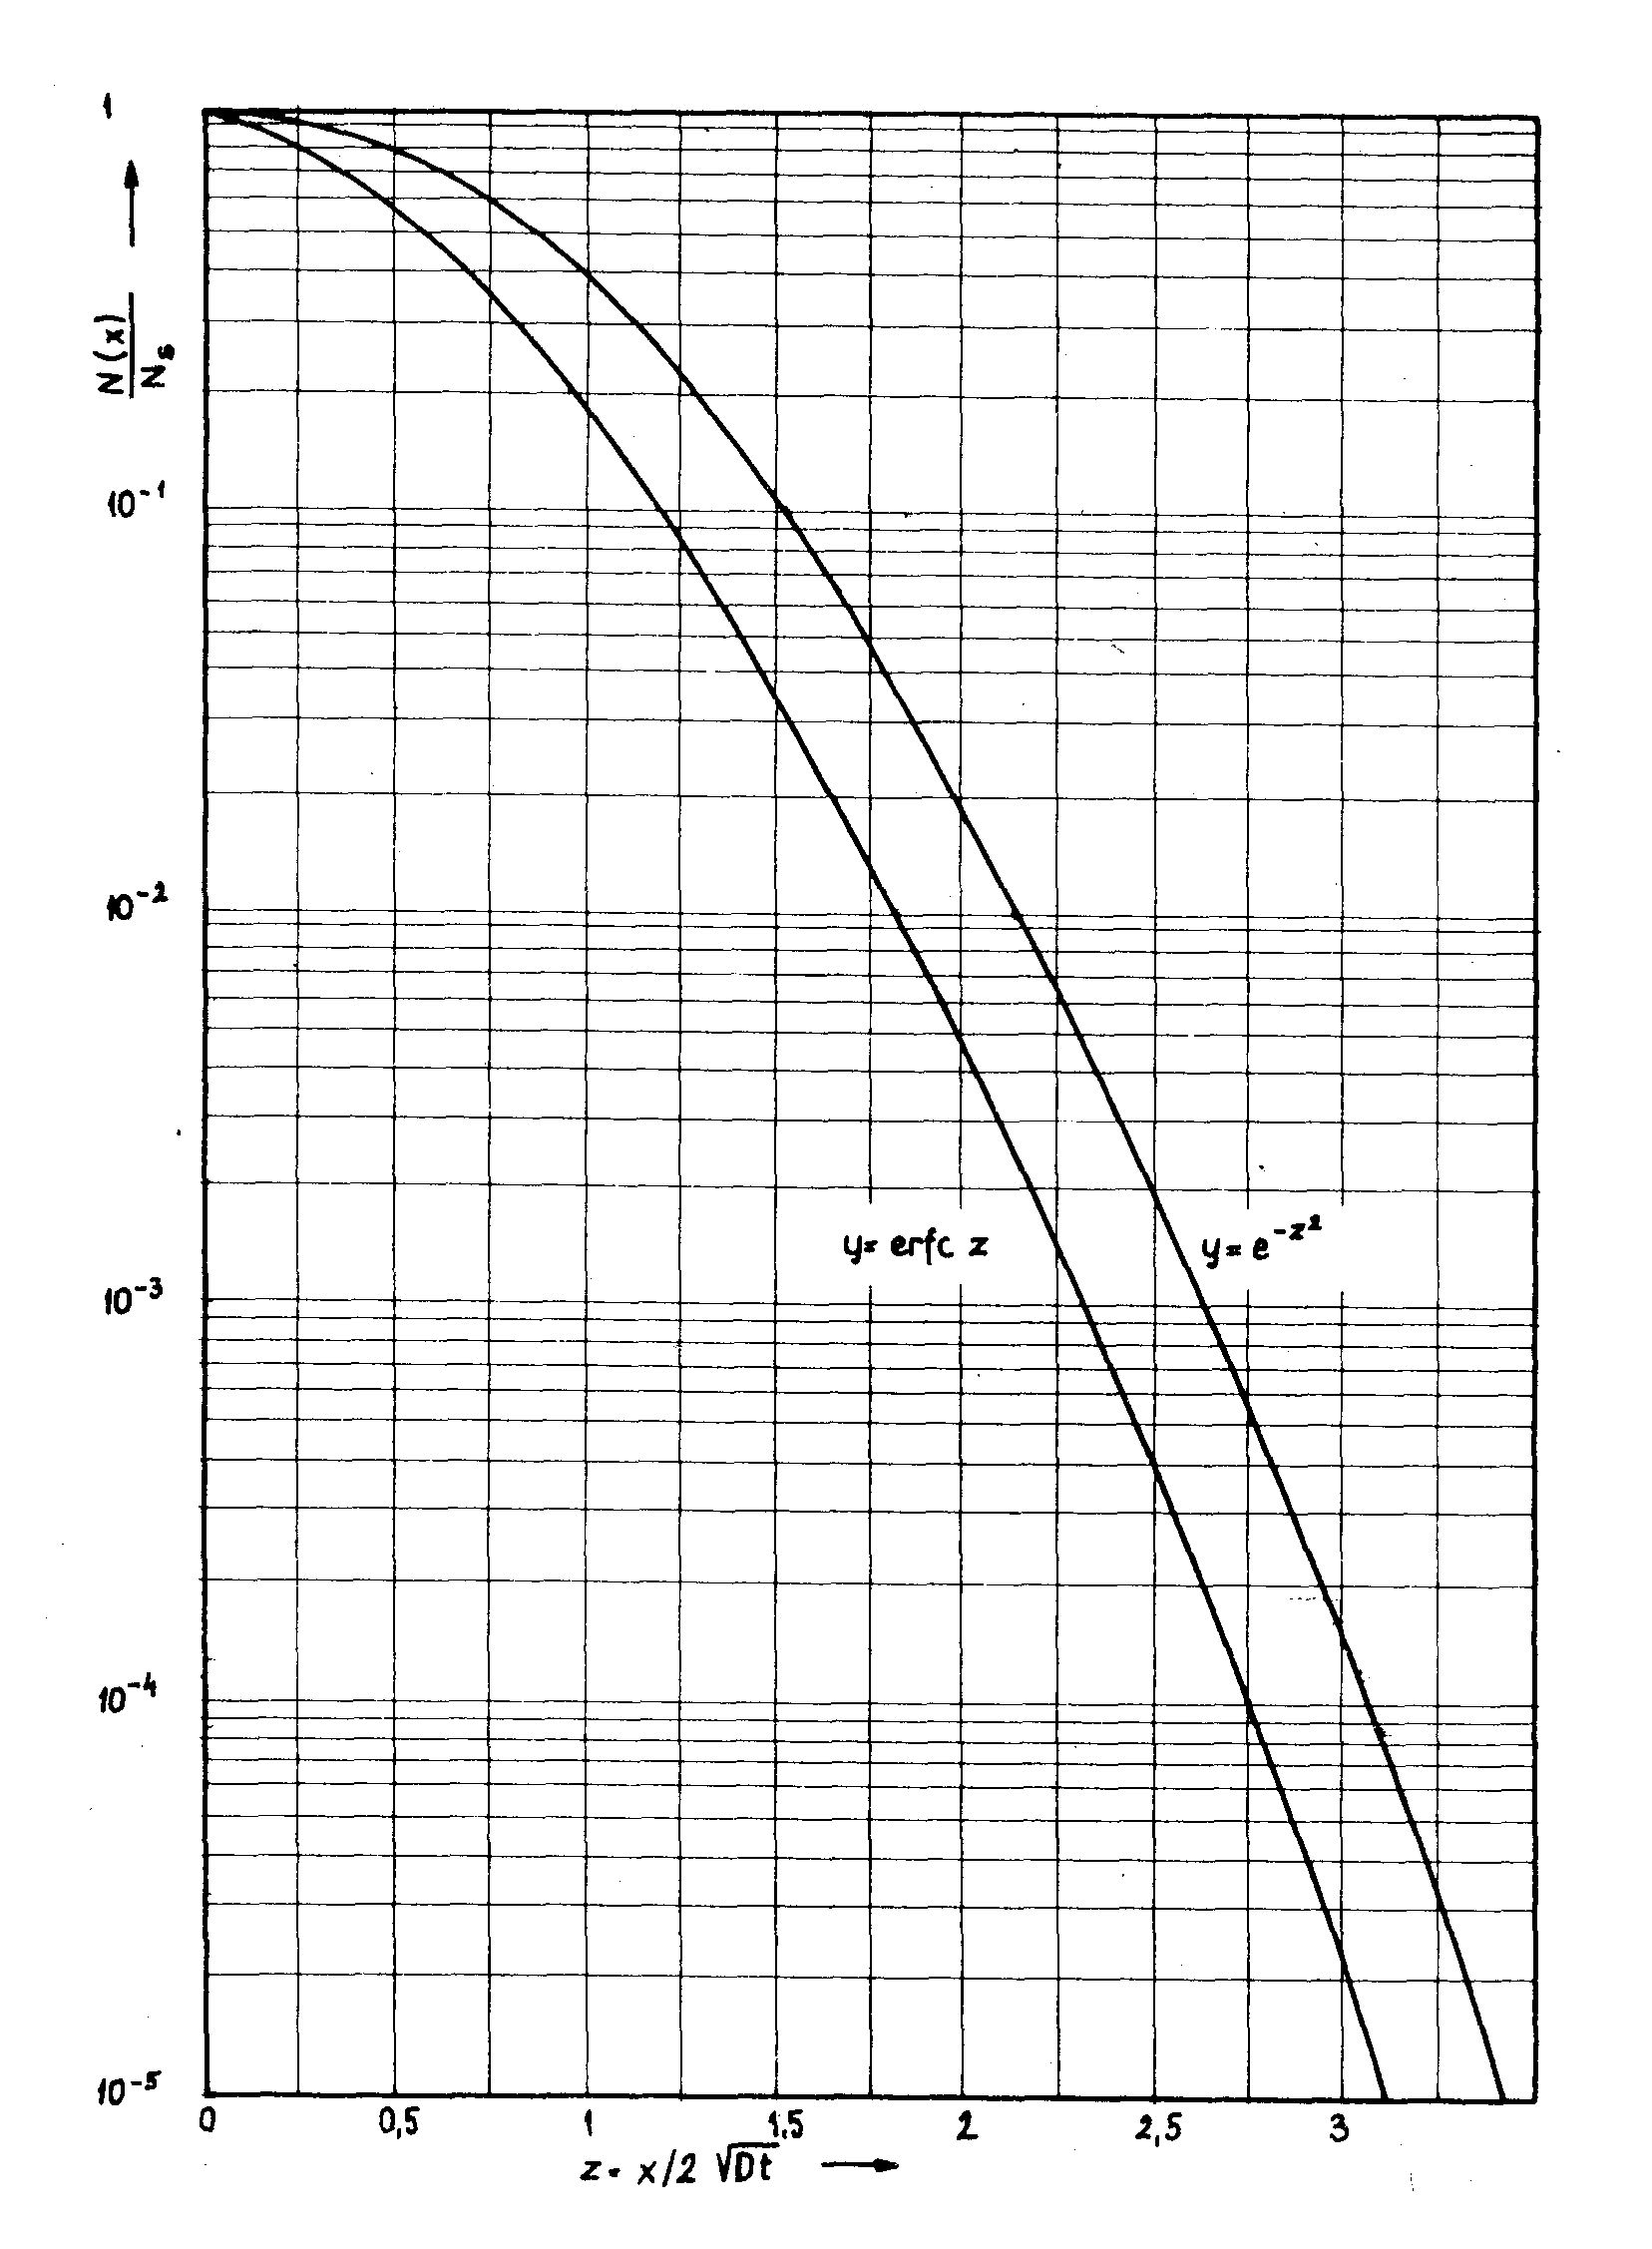 1
N(x)
Nₛ
10⁻¹
10⁻²
y= erfc z
y= e⁻ᶻ²
10⁻³
10⁻⁴
10⁻⁵
0 0,5 1 1,5 2 2,5 3
z= x/2 √Dt